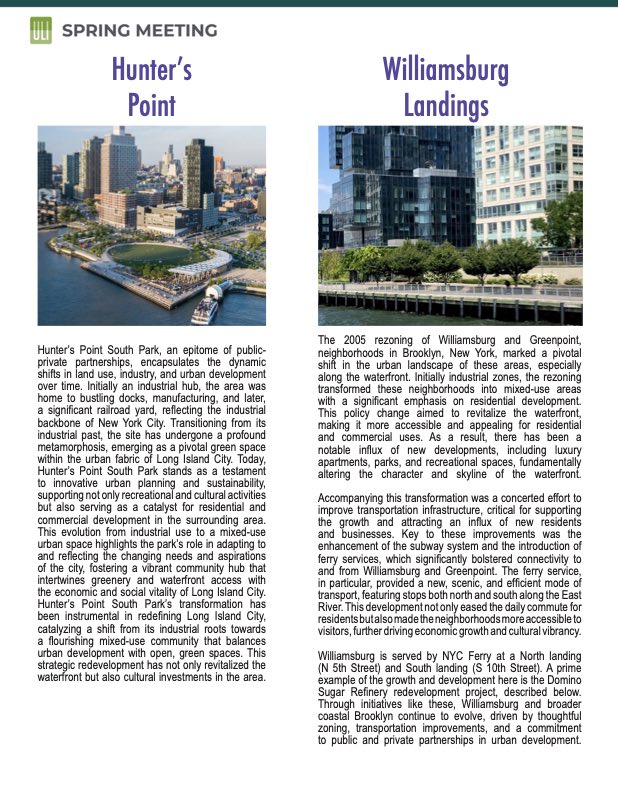 ULI SPRING MEETING
Hunter's
Point
Hunter's Point South Park, an epitome of public-
private partnerships, encapsulates the dynamic
shifts in land use, industry, and urban development
over time. Initially an industrial hub, the area was
home to bustling docks, manufacturing, and later,
a significant railroad yard, reflecting the industrial
backbone of New York City. Transitioning from its
industrial past, the site has undergone a profound
metamorphosis, emerging as a pivotal green space
within the urban fabric of Long Island City. Today,
Hunter's Point South Park stands as a testament
to innovative urban planning and sustainability,
supporting not only recreational and cultural activities
but also serving as a catalyst for residential and
commercial development in the surrounding area.
This evolution from industrial use to a mixed-use
urban space highlights the park's role in adapting to
and reflecting the changing needs and aspirations
of the city, fostering a vibrant community hub that
intertwines greenery and waterfront access with
the economic and social vitality of Long Island City.
Hunter's Point South Park's transformation has
been instrumental in redefining Long Island City,
catalyzing a shift from its industrial roots towards
a flourishing mixed-use community that balances
urban development with open, green spaces. This
strategic redevelopment has not only revitalized the
waterfront but also cultural investments in the area.
Williamsburg
Landings
The 2005 rezoning of Williamsburg and Greenpoint,
neighborhoods in Brooklyn, New York, marked a pivotal
shift in the urban landscape of these areas, especially
along the waterfront. Initially industrial zones, the rezoning
transformed these neighborhoods into mixed-use areas
with a significant emphasis on residential development.
This policy change aimed to revitalize the waterfront,
making it more accessible and appealing for residential
and commercial uses. As a result, there has been a
notable influx of new developments, including luxury
apartments, parks, and recreational spaces, fundamentally
altering the character and skyline of the waterfront.
Accompanying this transformation was a concerted effort to
improve transportation infrastructure, critical for supporting
the growth and attracting an influx of new residents
and businesses. Key to these improvements was the
enhancement of the subway system and the introduction of
ferry services, which significantly bolstered connectivity to
and from Williamsburg and Greenpoint. The ferry service,
in particular, provided a new, scenic, and efficient mode of
transport, featuring stops both north and south along the East
River. This development not only eased the daily commute for
residents but also made the neighborhoods more accessible to
visitors, further driving economic growth and cultural vibrancy.
Williamsburg is served by NYC Ferry at a North landing
(N 5th Street) and South landing (S 10th Street). A prime
example of the growth and development here is the Domino
Sugar Refinery redevelopment project, described below.
Through initiatives like these, Williamsburg and broader
coastal Brooklyn continue to evolve, driven by thoughtful
zoning, transportation improvements, and a commitment
to public and private partnerships in urban development.